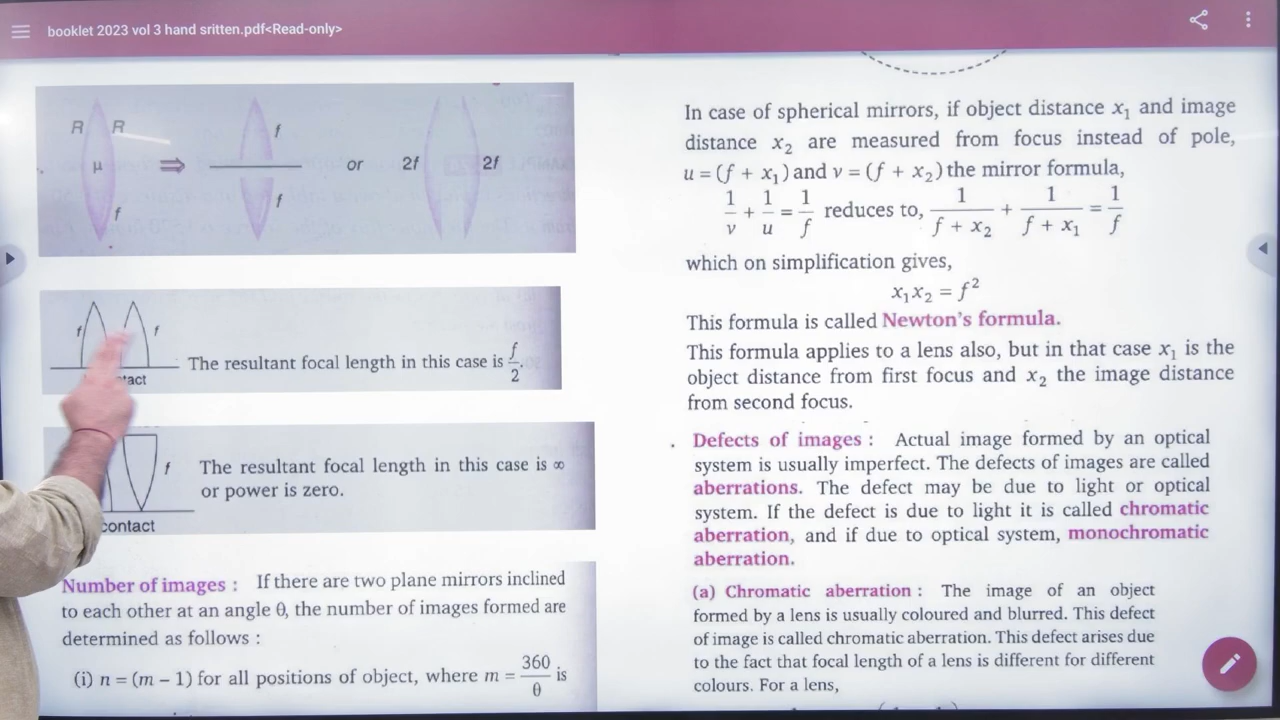 booklet 2023 vol 3 hand sritten.pdf<Read-only>
R R
μ
f
⇒
f
f
or
2f 2f
f f
The resultant focal length in this case is f/2.
f
The resultant focal length in this case is ∞
or power is zero.
contact
Number of images : If there are two plane mirrors inclined
to each other at an angle θ, the number of images formed are
determined as follows :
(i) n = (m − 1) for all positions of object, where m = 360/θ is
In case of spherical mirrors, if object distance x₁ and image
distance x₂ are measured from focus instead of pole,
u = (f + x₁) and v = (f + x₂) the mirror formula,
1/v + 1/u = 1/f reduces to, 1/(f + x₂) + 1/(f + x₁) = 1/f
which on simplification gives,
x₁x₂ = f²
This formula is called Newton's formula.
This formula applies to a lens also, but in that case x₁ is the
object distance from first focus and x₂ the image distance
from second focus.
Defects of images : Actual image formed by an optical
system is usually imperfect. The defects of images are called
aberrations. The defect may be due to light or optical
system. If the defect is due to light it is called chromatic
aberration, and if due to optical system, monochromatic
aberration.
(a) Chromatic aberration : The image of an object
formed by a lens is usually coloured and blurred. This defect
of image is called chromatic aberration. This defect arises due
to the fact that focal length of a lens is different for different
colours. For a lens,